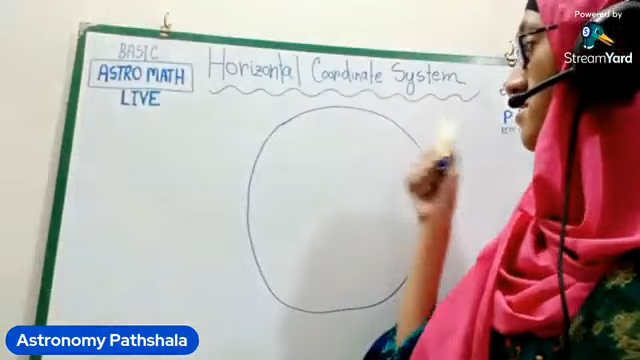 BASIC
ASTRO MATH
LIVE
Horizontal Coordinate System
Powered by
StreamYard
Astronomy Pathshala